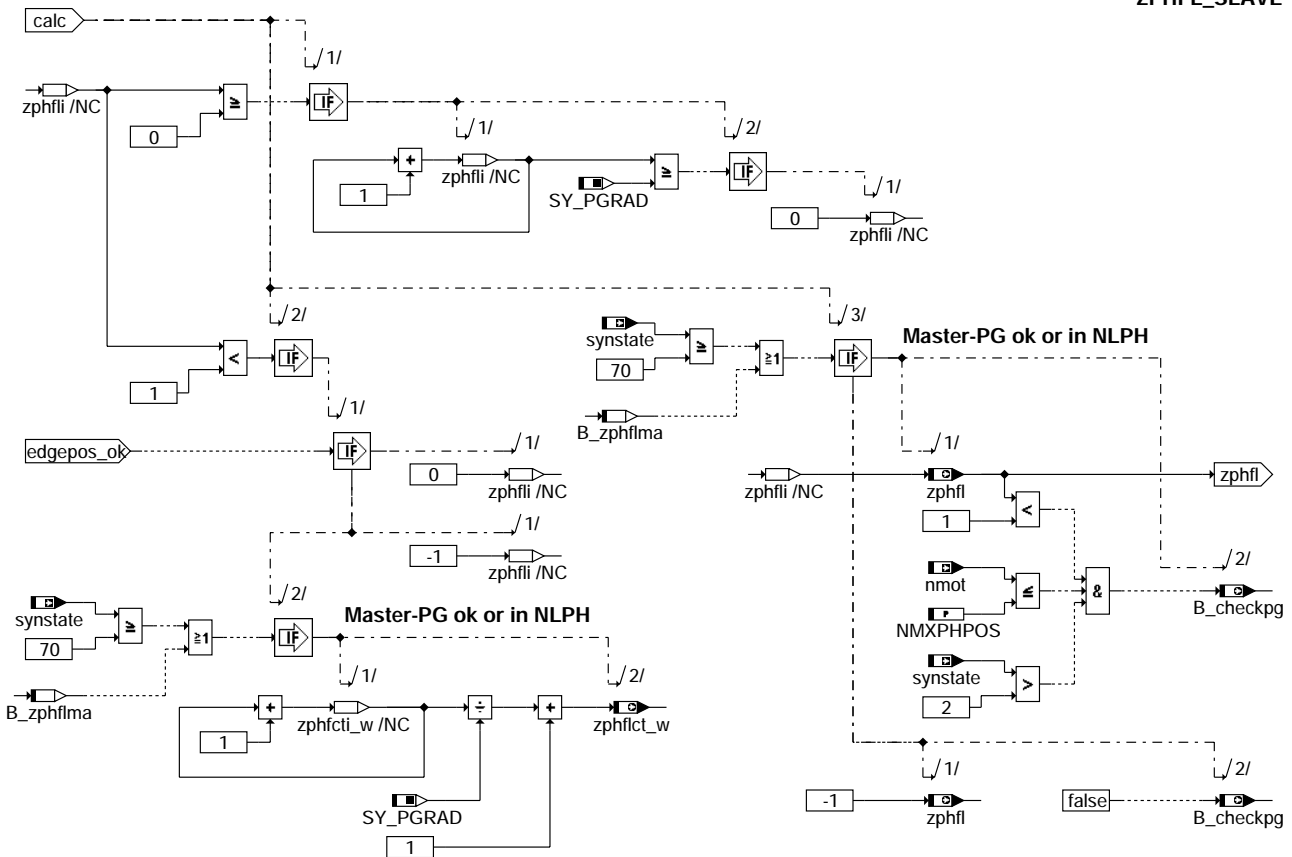 calc
/1/
zphfli /NC
≥
IF
0
/1/
/2/
+
zphfli /NC
≥
IF
1
SY_PGRAD
/1/
0
zphfli /NC
/2/
/3/
synstate
Master-PG ok or in NLPH
<
IF
≥
≥1
IF
70
1
B_zphflma
/1/
edgepos_ok
IF
/1/
/1/
0
zphfli /NC
zphfli /NC
zphfl
zphfl
<
1
/1/
-1
zphfli /NC
/2/
/2/
nmot
synstate
Master-PG ok or in NLPH
≤
&
B_checkpg
P
NMXPHPOS
≥
≥1
IF
70
synstate
/1/
/2/
>
B_zphflma
2
+
zphfcti_w /NC
÷
+
zphflct_w
1
/1/
/2/
SY_PGRAD
-1
zphfl
false
B_checkpg
1